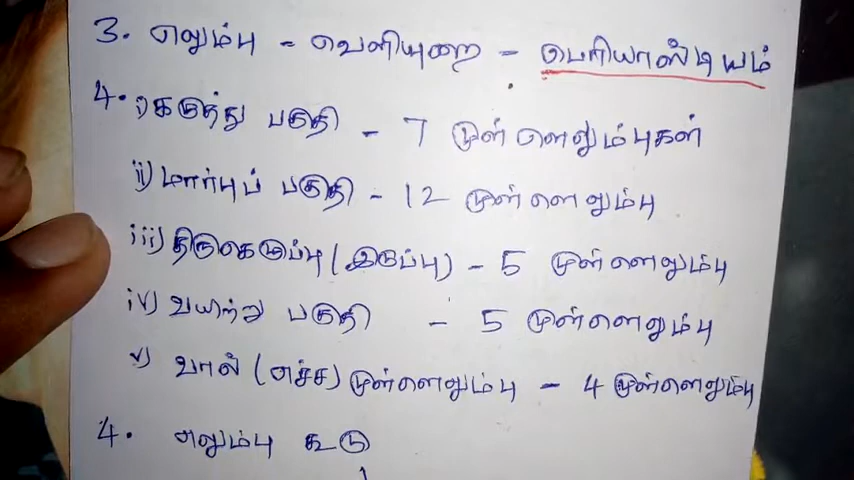 3. எலும்பு - வெளியுறை - பெரியாஸ்டியம்
4. i) கழுத்து பகுதி - 7 முள்ளெலும்புகள்
ii) மார்புப் பகுதி - 12 முள்ளெலும்பு
iii) திருகெலும்பு (இடுப்பு) - 5 முள்ளெலும்பு
iv) வயிற்று பகுதி - 5 முள்ளெலும்பு
v) வால் (எச்ச) முள்ளெலும்பு - 4 முள்ளெலும்பு
4. எலும்பு கூடு